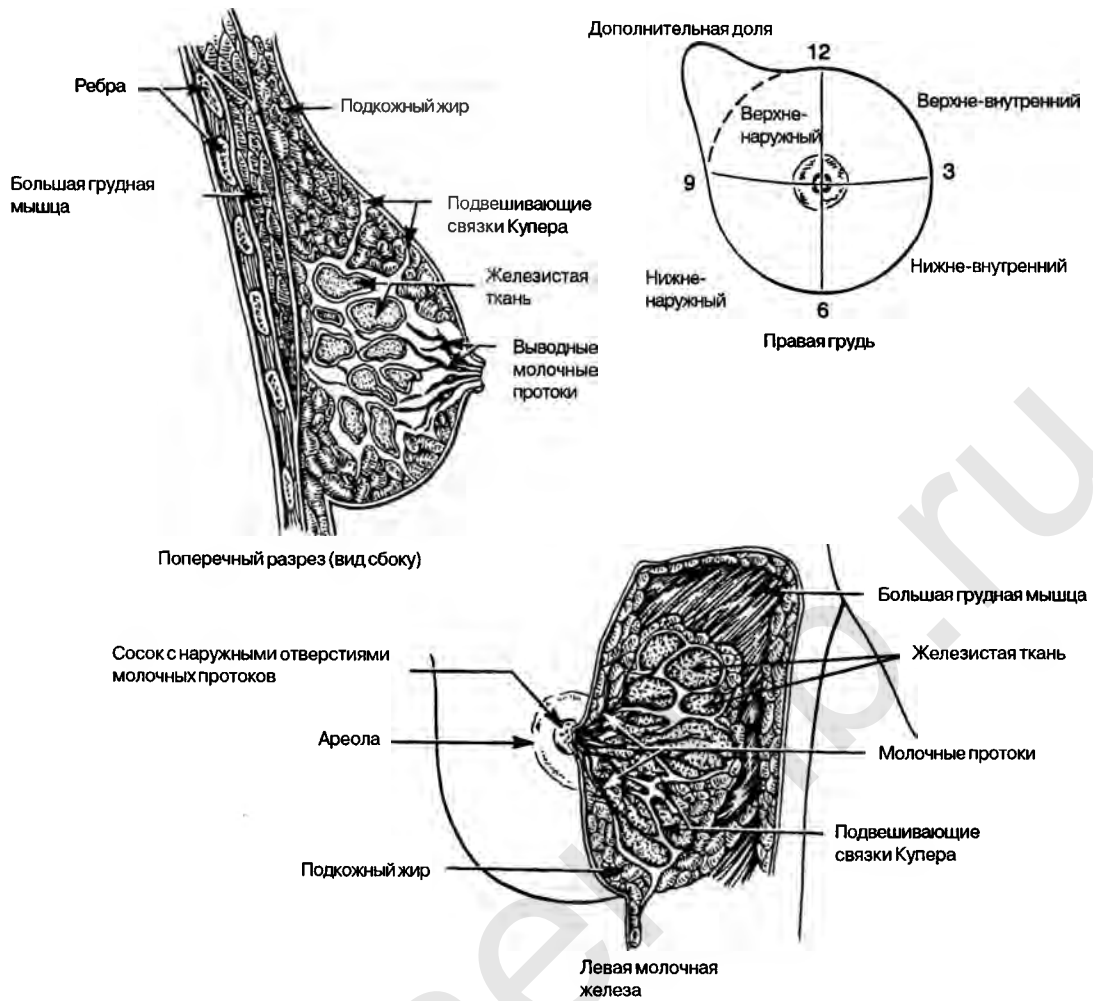 Ребра
Подкожный жир
Большая грудная
мышца
Подвешивающие
связки Купера
Железистая
ткань
Выводные
молочные
протоки
Поперечный разрез (вид сбоку)
Дополнительная доля
12
Верхне-внутренний
Верхне-
наружный
9
3
Нижне-
наружный
Нижне-внутренний
6
Правая грудь
Большая грудная мышца
Сосок с наружными отверстиями
молочных протоков
Железистая ткань
Ареола
Молочные протоки
Подвешивающие
связки Купера
Подкожный жир
Левая молочная
железа